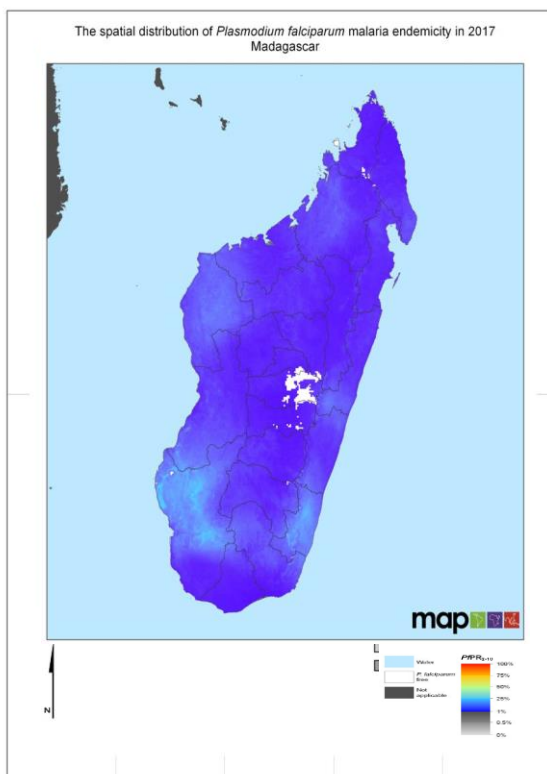 The spatial distribution of Plasmodium falciparum malaria endemicity in 2017
Madagascar
map
Water
P. falciparum
free
Not
applicable
PfPR2-10
100%
75%
50%
25%
1%
0.5%
0%
N